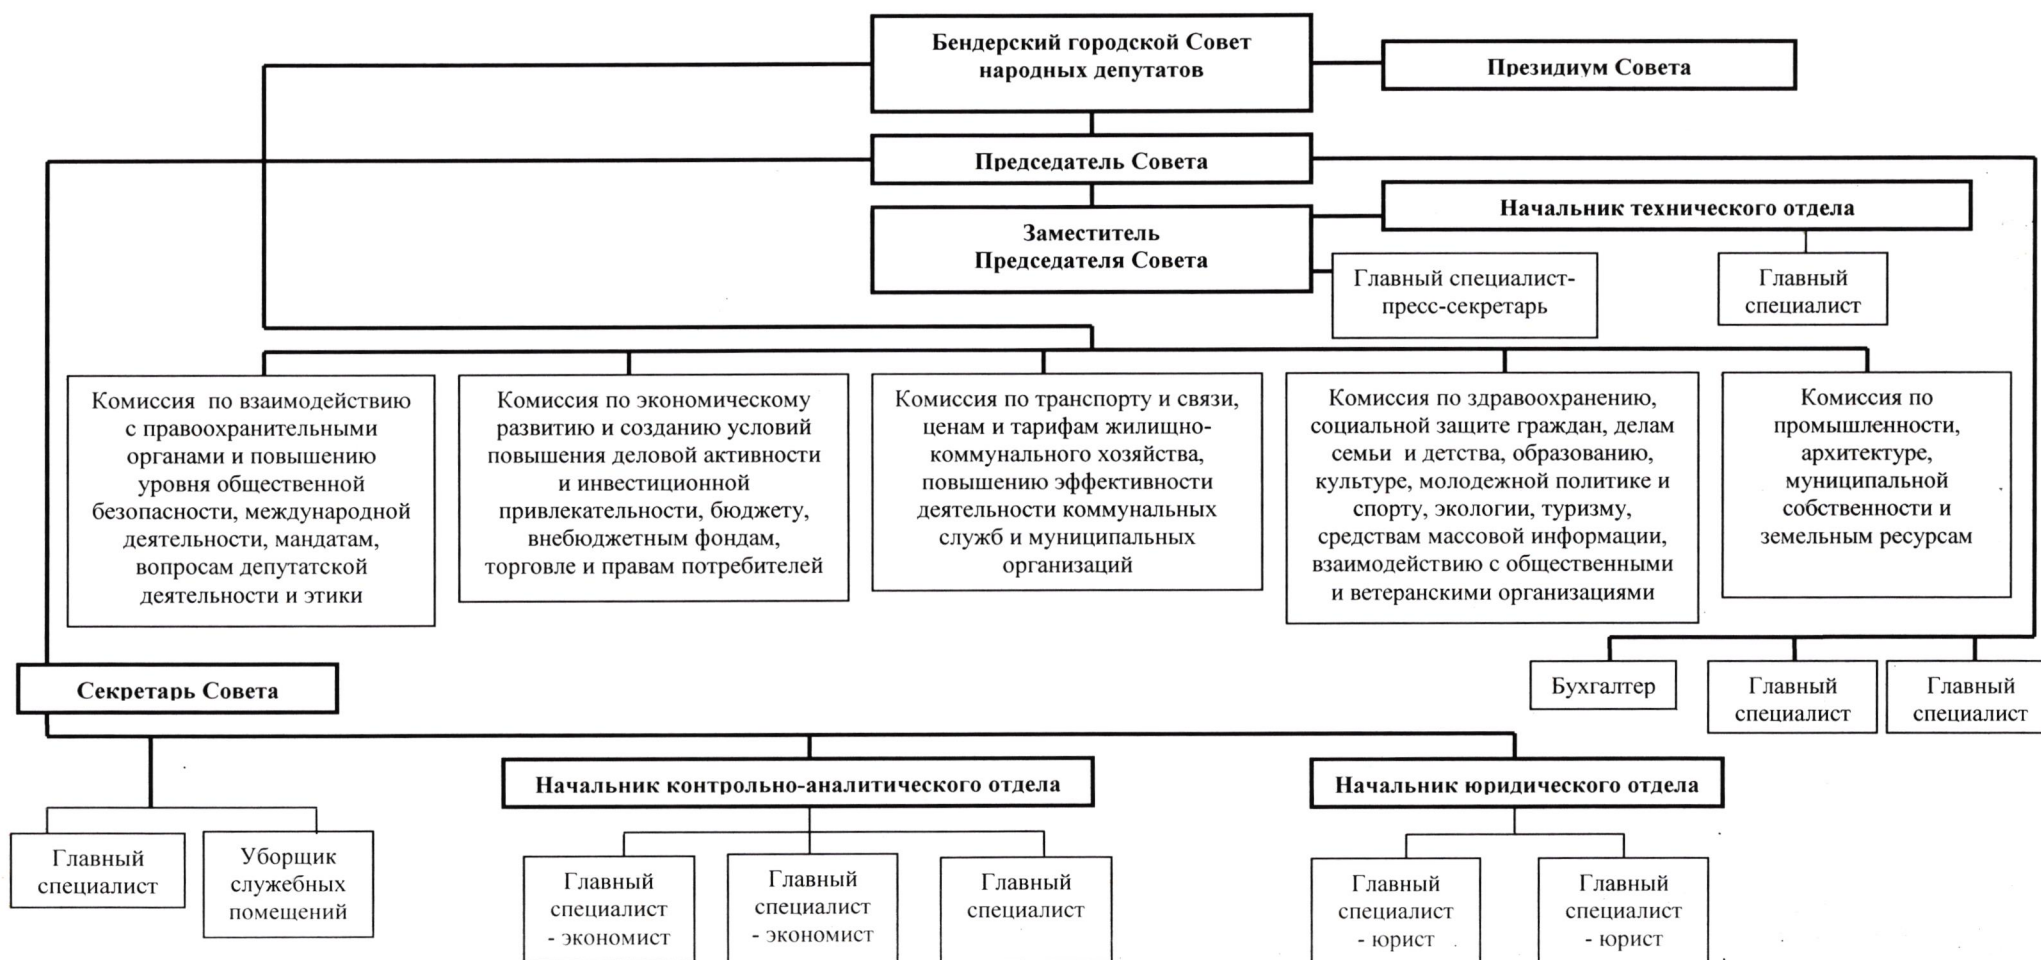 Бендерский городской Совет
народных депутатов
Президиум Совета
Председатель Совета
Начальник технического отдела
Заместитель
Председателя Совета
Главный специалист-
пресс-секретарь
Главный
специалист
Комиссия по взаимодействию
с правоохранительными
органами и повышению
уровня общественной
безопасности, международной
деятельности, мандатам,
вопросам депутатской
деятельности и этики
Комиссия по экономическому
развитию и созданию условий
повышения деловой активности
и инвестиционной
привлекательности, бюджету,
внебюджетным фондам,
торговле и правам потребителей
Комиссия по транспорту и связи,
ценам и тарифам жилищно-
коммунального хозяйства,
повышению эффективности
деятельности коммунальных
служб и муниципальных
организаций
Комиссия по здравоохранению,
социальной защите граждан, делам
семьи и детства, образованию,
культуре, молодежной политике и
спорту, экологии, туризму,
средствам массовой информации,
взаимодействию с общественными
и ветеранскими организациями
Комиссия по
промышленности,
архитектуре,
муниципальной
собственности и
земельным ресурсам
Секретарь Совета
Бухгалтер
Главный
специалист
Главный
специалист
Начальник контрольно-аналитического отдела
Начальник юридического отдела
Главный
специалист
Уборщик
служебных
помещений
Главный
специалист
- экономист
Главный
специалист
- экономист
Главный
специалист
Главный
специалист
- юрист
Главный
специалист
- юрист